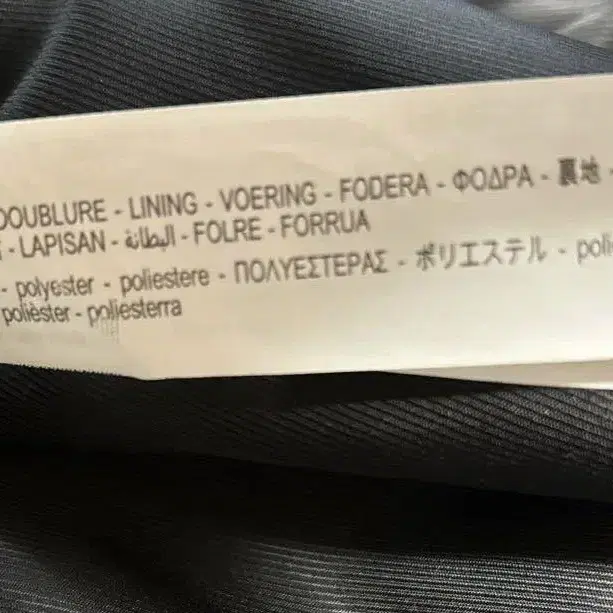 DOUBLURE - LINING - VOERING - FODERA - ΦΟΔΡΑ - 裏地 -
- LAPISAN - البطانة - FOLRE - FORRUA
- polyester - poliestere - ΠΟΛΥΕΣΤΕΡΑΣ - ポリエステル - poli
polièster - poliesterra